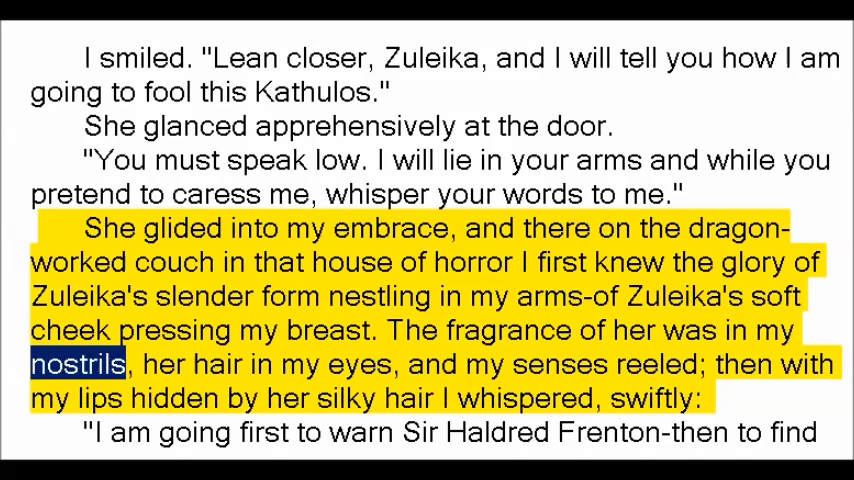 I smiled. "Lean closer, Zuleika, and I will tell you how I am
going to fool this Kathulos."
She glanced apprehensively at the door.
"You must speak low. I will lie in your arms and while you
pretend to caress me, whisper your words to me."
She glided into my embrace, and there on the dragon-
worked couch in that house of horror I first knew the glory of
Zuleika's slender form nestling in my arms-of Zuleika's soft
cheek pressing my breast. The fragrance of her was in my
nostrils, her hair in my eyes, and my senses reeled; then with
my lips hidden by her silky hair I whispered, swiftly:
"I am going first to warn Sir Haldred Frenton-then to find